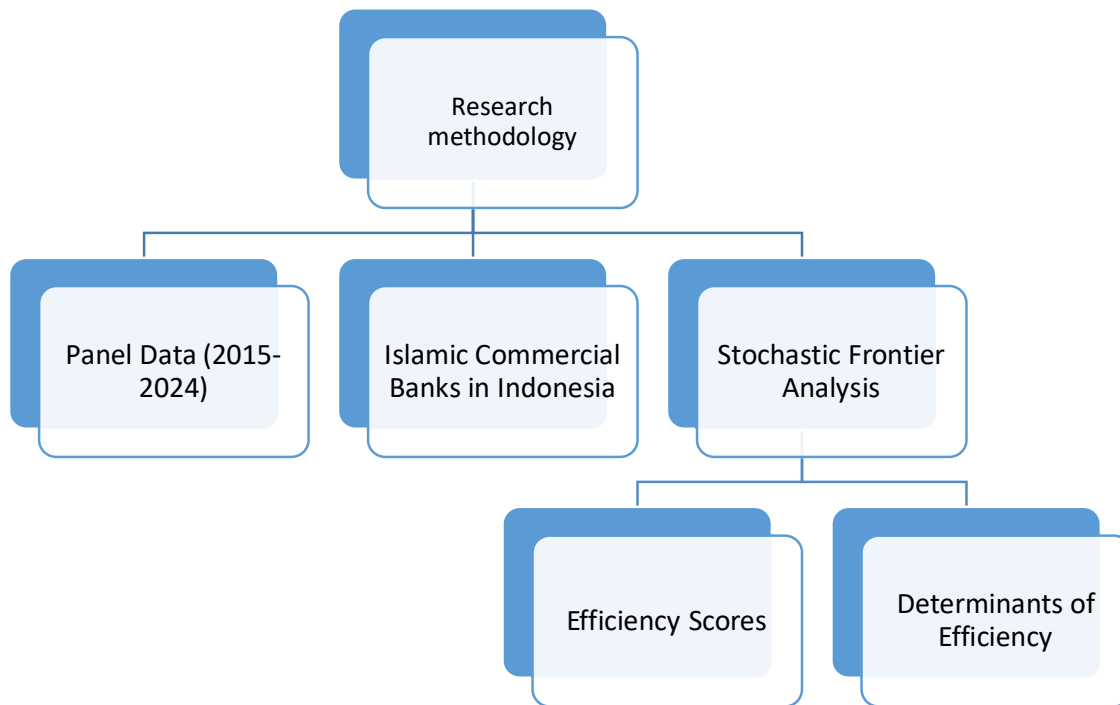 Research
methodology
Panel Data (2015-
2024)
Islamic Commercial
Banks in Indonesia
Stochastic Frontier
Analysis
Efficiency Scores
Determinants of
Efficiency